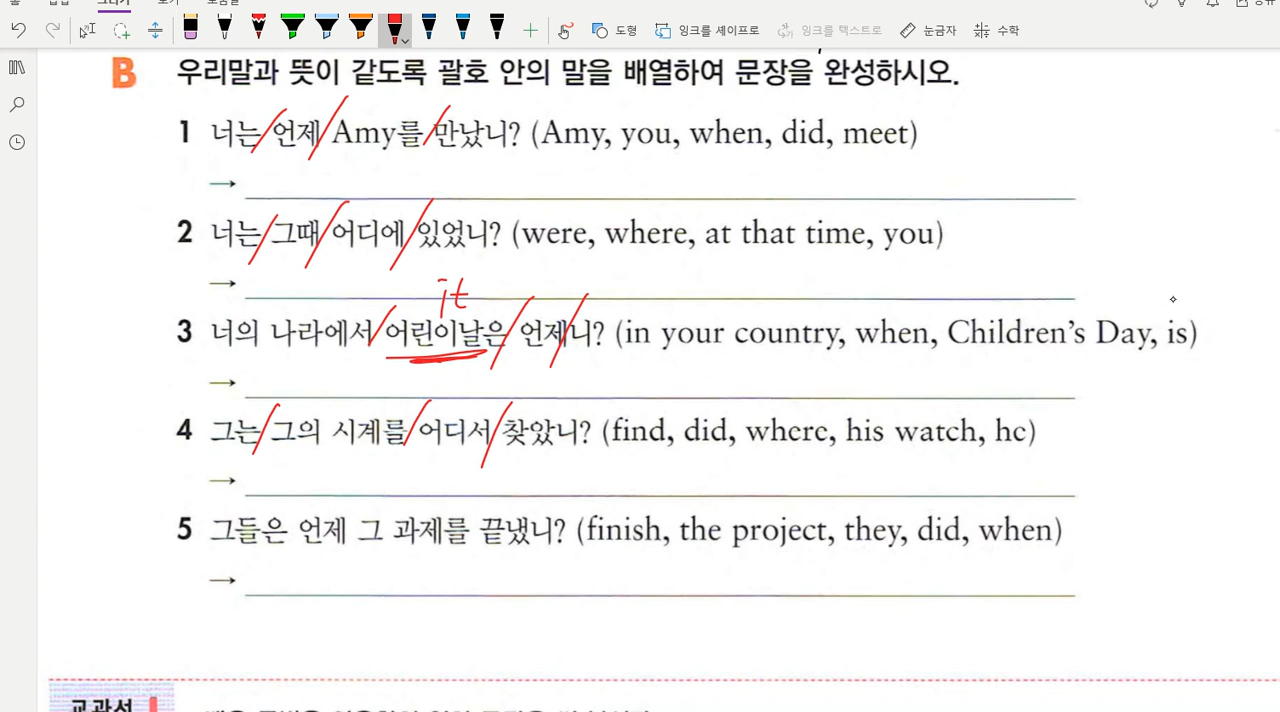 도형 잉크를 셰이프로 잉크를 텍스트로 눈금자 수학
B 우리말과 뜻이 같도록 괄호 안의 말을 배열하여 문장을 완성하시오.
1 너는 언제 Amy를 만났니? (Amy, you, when, did, meet)
→
2 너는 그때 어디에 있었니? (were, where, at that time, you)
→
it
3 너의 나라에서 어린이날은 언제니? (in your country, when, Children's Day, is)
→
4 그는 그의 시계를 어디서 찾았니? (find, did, where, his watch, he)
→
5 그들은 언제 그 과제를 끝냈니? (finish, the project, they, did, when)
→